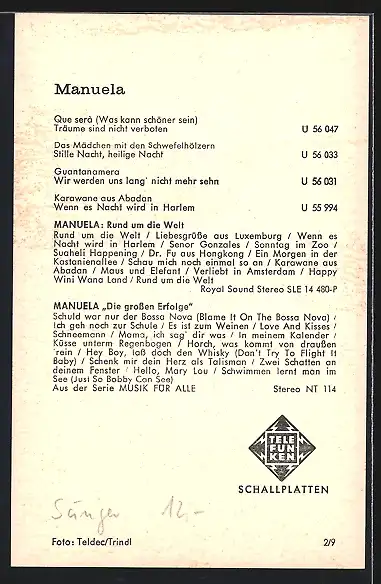 Manuela
Que será (Was kann schöner sein)
Träume sind nicht verboten U 56 047
Das Mädchen mit den Schwefelhölzern
Stille Nacht, heilige Nacht U 56 033
Guantanamera
Wir werden uns lang' nicht mehr sehn U 56 031
Karawane aus Abadan
Wenn es Nacht wird in Harlem U 55 994
MANUELA: Rund um die Welt
Rund um die Welt / Liebesgrüße aus Luxemburg / Wenn es
Nacht wird in Harlem / Senor Gonzales / Sonntag im Zoo /
Suaheli Happening / Dr. Fu aus Hongkong / Ein Morgen in der
Kastanienallee / Schau mich noch einmal so an / Karawane aus
Abadan / Maus und Elefant / Verliebt in Amsterdam / Happy
Wini Wana Land / Rund um die Welt
Royal Sound Stereo SLE 14 480-P
MANUELA „Die großen Erfolge"
Schuld war nur der Bossa Nova (Blame It On The Bossa Nova) /
Ich geh noch zur Schule / Es ist zum Weinen / Love And Kisses /
Schneemann / Mama, ich sag' dir was / In meinem Kalender /
Küsse unterm Regenbogen / Horch, was kommt von draußen
rein / Hey Boy, laß doch den Whisky (Don't Try To Flight It
Baby) / Schenk mir dein Herz als Talisman / Zwei Schatten an
deinem Fenster / Hello, Mary Lou / Schwimmen lernt man im
See (Just So Bobby Can See)
Aus der Serie MUSIK FÜR ALLE Stereo NT 114
TELE
FUN
KEN
SCHALLPLATTEN
Sänger 12,-
Foto: Teldec/Trindl 2/9